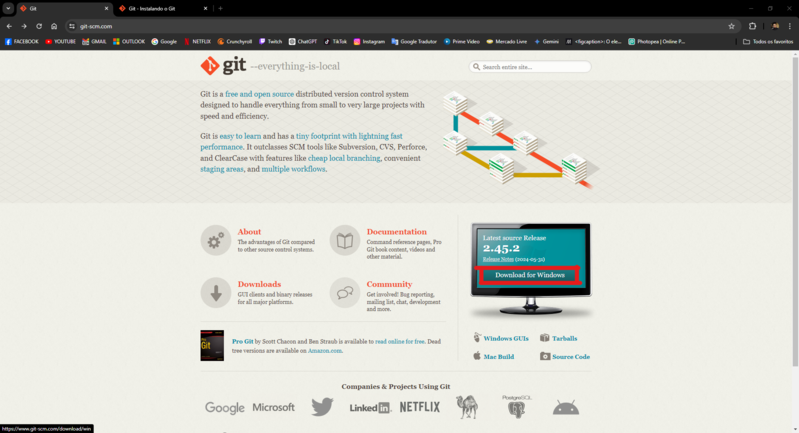 Git
Git - Instalando o Git
git-scm.com
FACEBOOK
YOUTUBE
GMAIL
OUTLOOK
Google
NETFLIX
Crunchyroll
Twitch
ChatGPT
TikTok
Instagram
Google Tradutor
Prime Video
Mercado Livre
Gemini
<figcaption>: O ele...
Photopea | Online P...
Todos os favoritos
git --everything-is-local
Search entire site...
Git is a free and open source distributed version control system
designed to handle everything from small to very large projects with
speed and efficiency.
Git is easy to learn and has a tiny footprint with lightning fast
performance. It outclasses SCM tools like Subversion, CVS, Perforce,
and ClearCase with features like cheap local branching, convenient
staging areas, and multiple workflows.
About
The advantages of Git compared
to other source control systems.
Documentation
Command reference pages, Pro
Git book content, videos and
other material.
Downloads
GUI clients and binary releases
for all major platforms.
Community
Get involved! Bug reporting,
mailing list, chat, development
and more.
Latest source Release
2.45.2
Release Notes (2024-05-31)
Download for Windows
Windows GUIs
Tarballs
Mac Build
Source Code
Pro
Git
Pro Git by Scott Chacon and Ben Straub is available to read online for free. Dead
tree versions are available on Amazon.com.
Companies & Projects Using Git
Google
Microsoft
LinkedIn
NETFLIX
PostgreSQL
https://www.git-scm.com/download/win